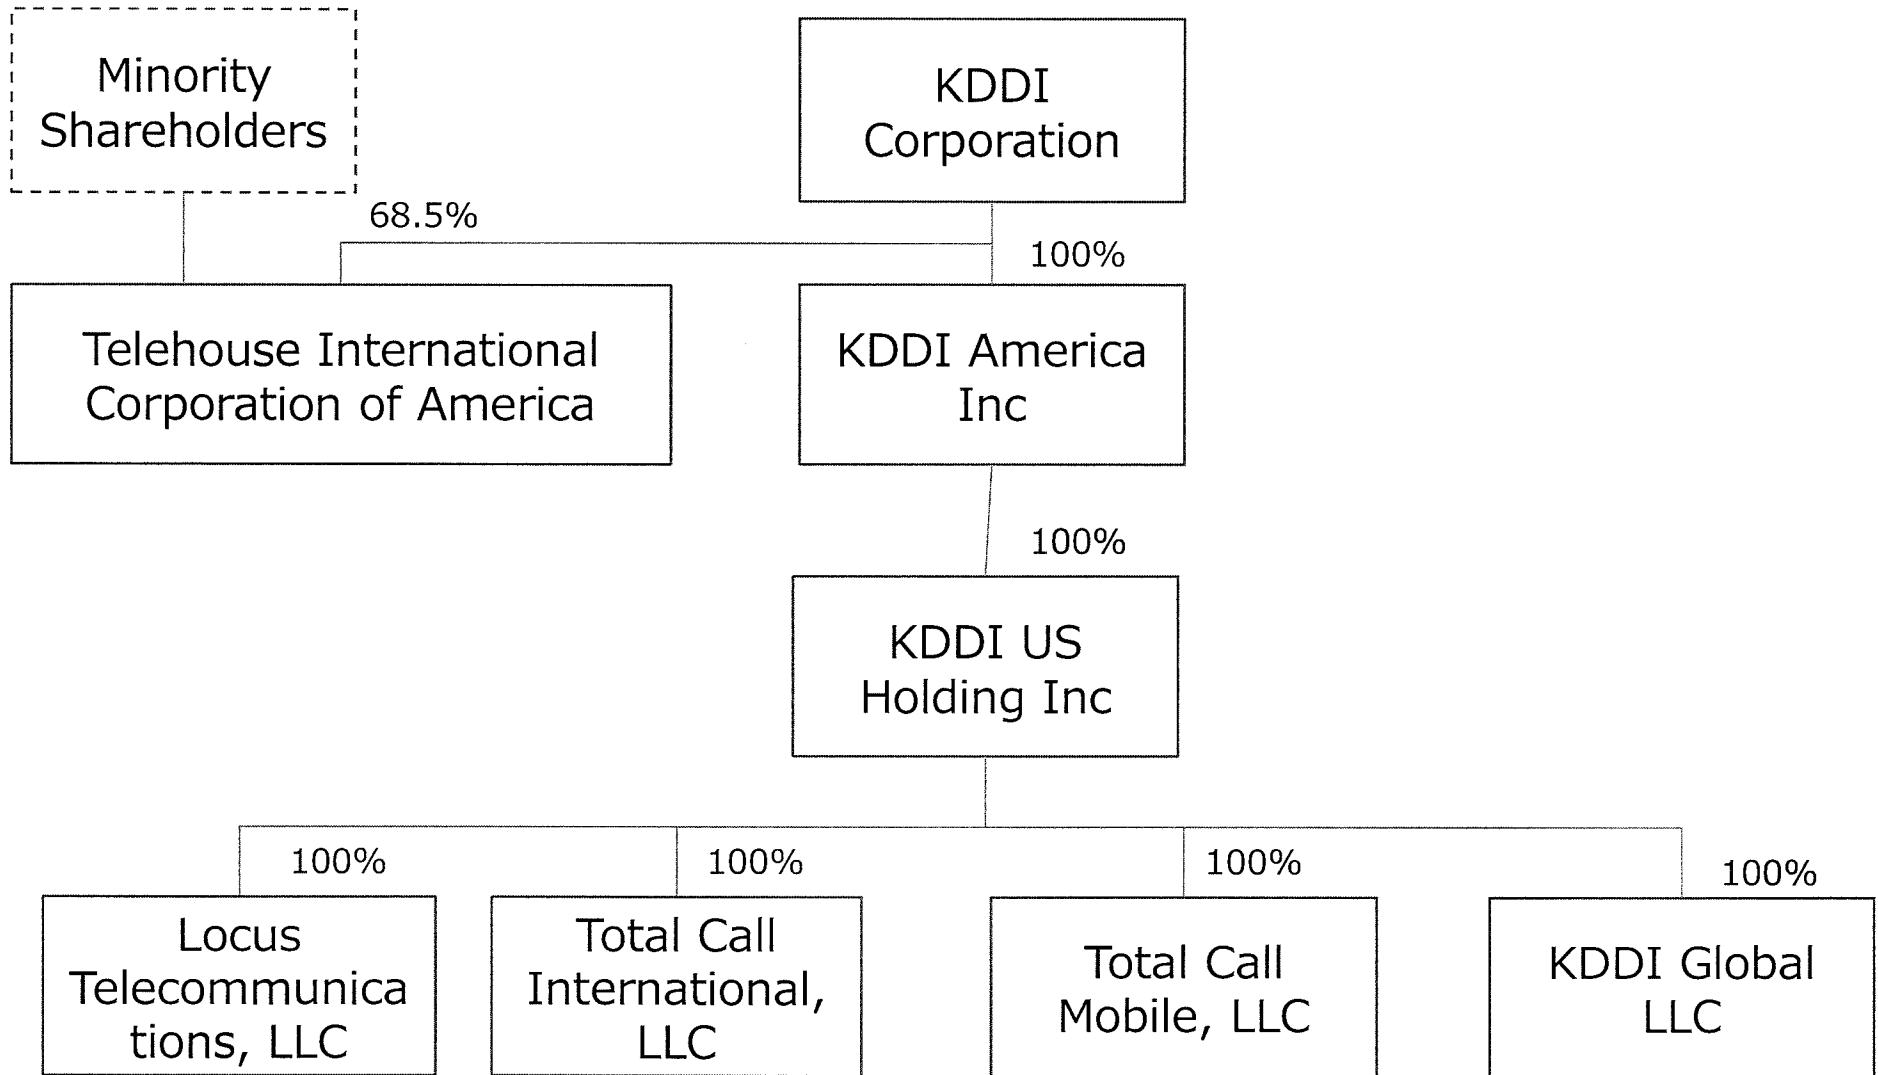 Minority
Shareholders
KDDI
Corporation
68.5%
100%
Telehouse International
Corporation of America
KDDI America
Inc
100%
KDDI US
Holding Inc
100%
100%
100%
100%
Locus
Telecommunica
tions, LLC
Total Call
International,
LLC
Total Call
Mobile, LLC
KDDI Global
LLC